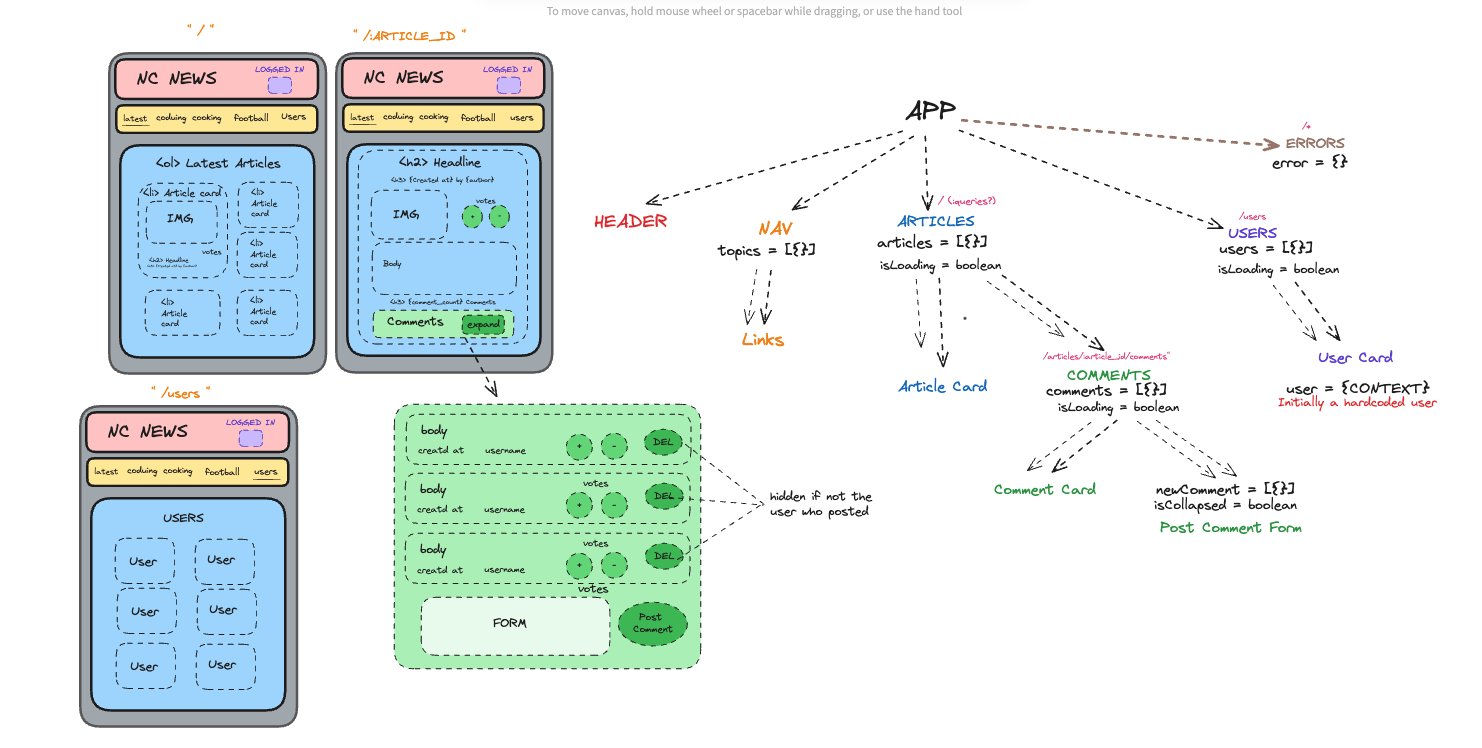 To move canvas, hold mouse wheel or spacebar while dragging, or use the hand tool
" / "
NC NEWS
LOGGED IN
latest coduing cooking football Users
<ol> Latest Articles
<li> Article card
IMG
votes
<h2> Headline
<li>
Article
card
<li>
Article
card
<li>
Article
card
<li>
Article
card
" /:ARTICLE_ID "
NC NEWS
LOGGED IN
latest coduing cooking football users
<h2> Headline
<h3> {Created at} by {author}
IMG
votes
+ -
Body
<h3> {comment_count} Comments
Comments
expand
" /users "
NC NEWS
LOGGED IN
latest coduing cooking football users
USERS
User User
User User
User User
body
creatd at username
+ -
DEL
votes
body
creatd at username
+ -
DEL
votes
body
creatd at username
+ -
DEL
votes
FORM
Post
Comment
hidden if not the
user who posted
APP
HEADER
NAV
topics = [{}]
Links
/ (:queries?)
ARTICLES
articles = [{}]
isLoading = boolean
Article Card
/articles/:article_id/comments"
COMMENTS
comments = [{}]
isLoading = boolean
Comment Card
newComment = [{}]
isCollapsed = boolean
Post Comment Form
/users
USERS
users = [{}]
isLoading = boolean
User Card
user = {CONTEXT}
Initially a hardcoded user
/*
ERRORS
error = {}